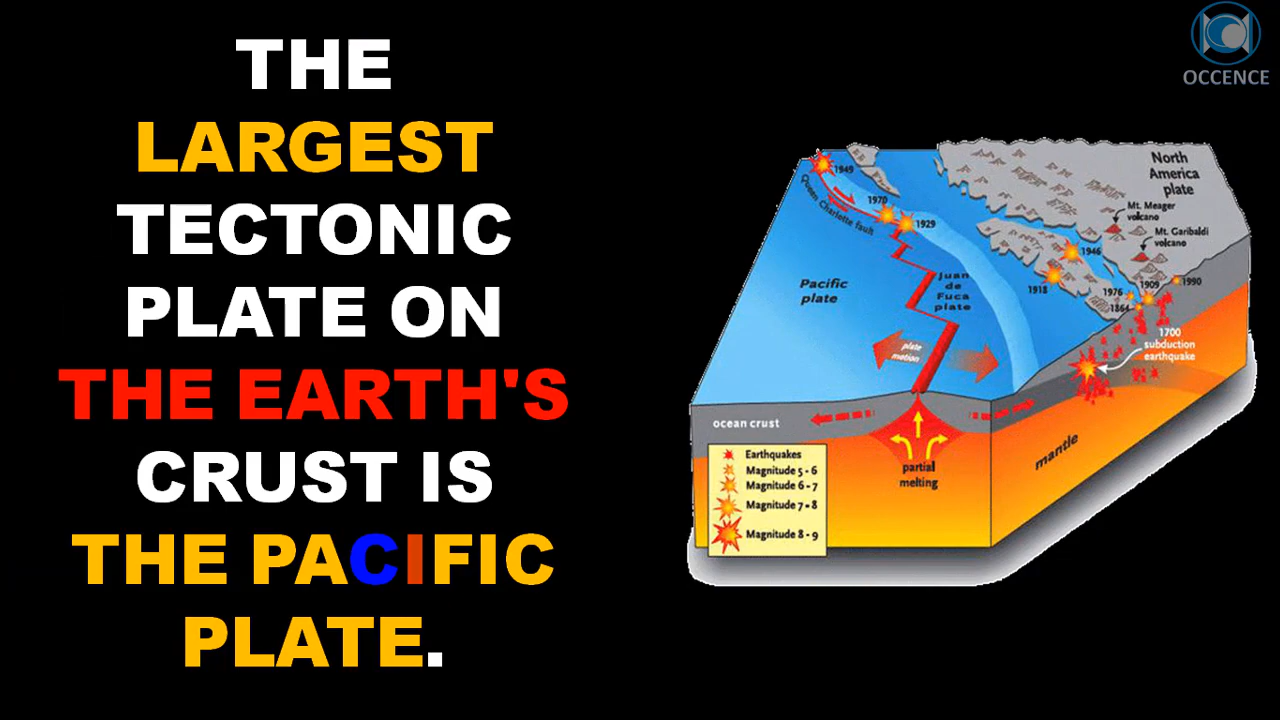 THE
LARGEST
TECTONIC
PLATE ON
THE EARTH'S
CRUST IS
THE PACIFIC
PLATE.
OCCENCE
North
America
plate
Mt. Meager
volcano
Mt. Garibaldi
volcano
1949
Queen Charlotte fault
1970
1929
1946
1918
1976
1909
1990
1864
1700
subduction
earthquake
Pacific
plate
Juan
de
Fuca
plate
plate
motion
ocean crust
partial
melting
mantle
Earthquakes
Magnitude 5 - 6
Magnitude 6 - 7
Magnitude 7 - 8
Magnitude 8 - 9